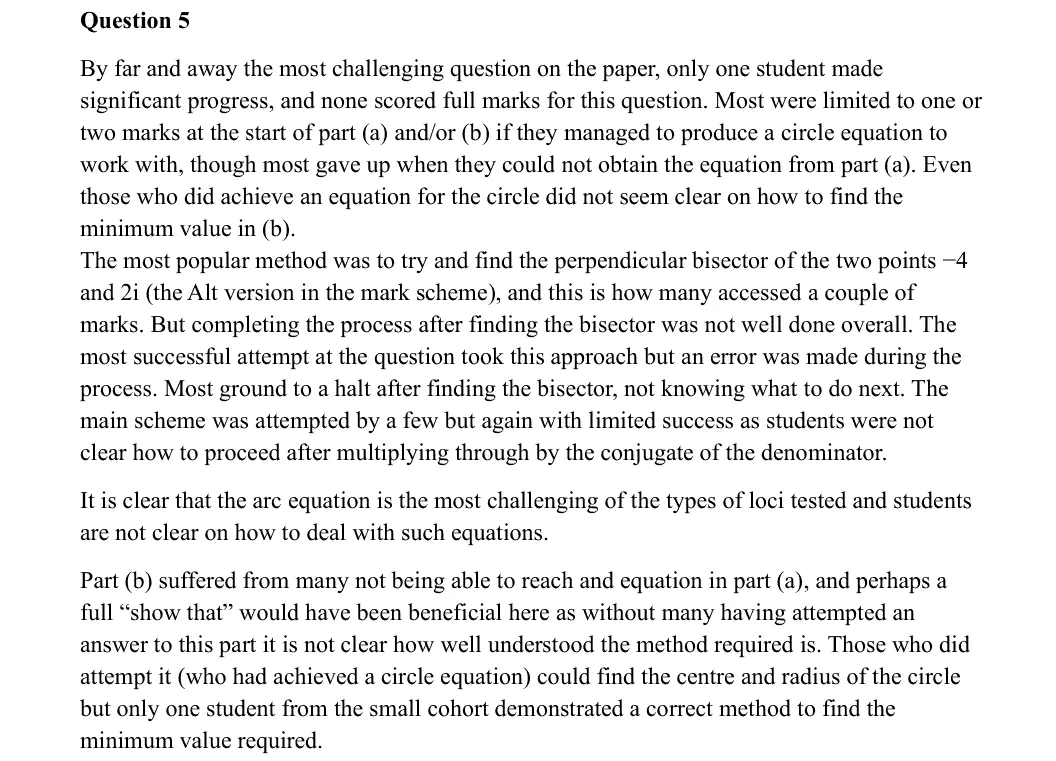 Question 5
By far and away the most challenging question on the paper, only one student made
significant progress, and none scored full marks for this question. Most were limited to one or
two marks at the start of part (a) and/or (b) if they managed to produce a circle equation to
work with, though most gave up when they could not obtain the equation from part (a). Even
those who did achieve an equation for the circle did not seem clear on how to find the
minimum value in (b).
The most popular method was to try and find the perpendicular bisector of the two points −4
and 2i (the Alt version in the mark scheme), and this is how many accessed a couple of
marks. But completing the process after finding the bisector was not well done overall. The
most successful attempt at the question took this approach but an error was made during the
process. Most ground to a halt after finding the bisector, not knowing what to do next. The
main scheme was attempted by a few but again with limited success as students were not
clear how to proceed after multiplying through by the conjugate of the denominator.
It is clear that the arc equation is the most challenging of the types of loci tested and students
are not clear on how to deal with such equations.
Part (b) suffered from many not being able to reach and equation in part (a), and perhaps a
full “show that” would have been beneficial here as without many having attempted an
answer to this part it is not clear how well understood the method required is. Those who did
attempt it (who had achieved a circle equation) could find the centre and radius of the circle
but only one student from the small cohort demonstrated a correct method to find the
minimum value required.